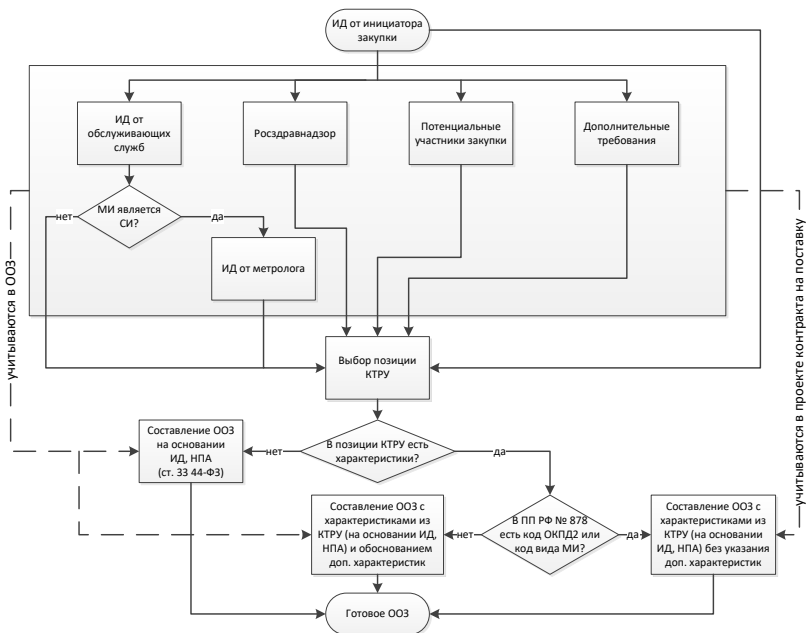 ИД от инициатора
закупки
ИД от
обслуживающих
служб
Росздравнадзор
Потенциальные
участники закупки
Дополнительные
требования
МИ является
СИ?
нет
да
ИД от метролога
учитываются в ООЗ
учитываются в проекте контракта на поставку
Выбор позиции
КТРУ
В позиции КТРУ есть
характеристики?
нет
да
Составление ООЗ
на основании
ИД, НПА
(ст. 33 44-ФЗ)
Составление ООЗ с
характеристиками из
КТРУ (на основании ИД,
НПА) и обоснованием
доп. характеристик
нет
В ПП РФ № 878
есть код ОКПД2 или
код вида МИ?
да
Составление ООЗ с
характеристиками из
КТРУ (на основании
ИД, НПА) без указания
доп. характеристик
Готовое ООЗ